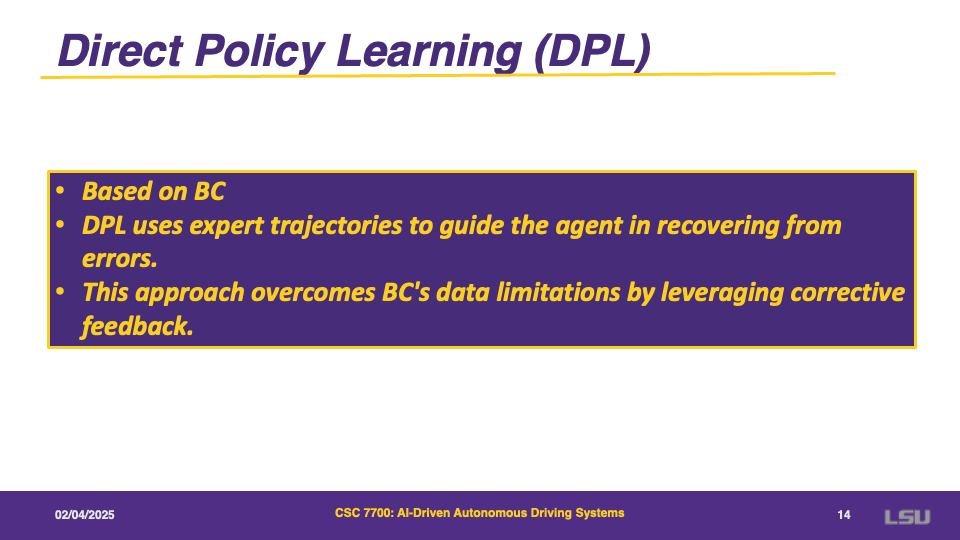 Direct Policy Learning (DPL)
• Based on BC
• DPL uses expert trajectories to guide the agent in recovering from
errors.
• This approach overcomes BC's data limitations by leveraging corrective
feedback.
02/04/2025
CSC 7700: AI-Driven Autonomous Driving Systems
14
LSU